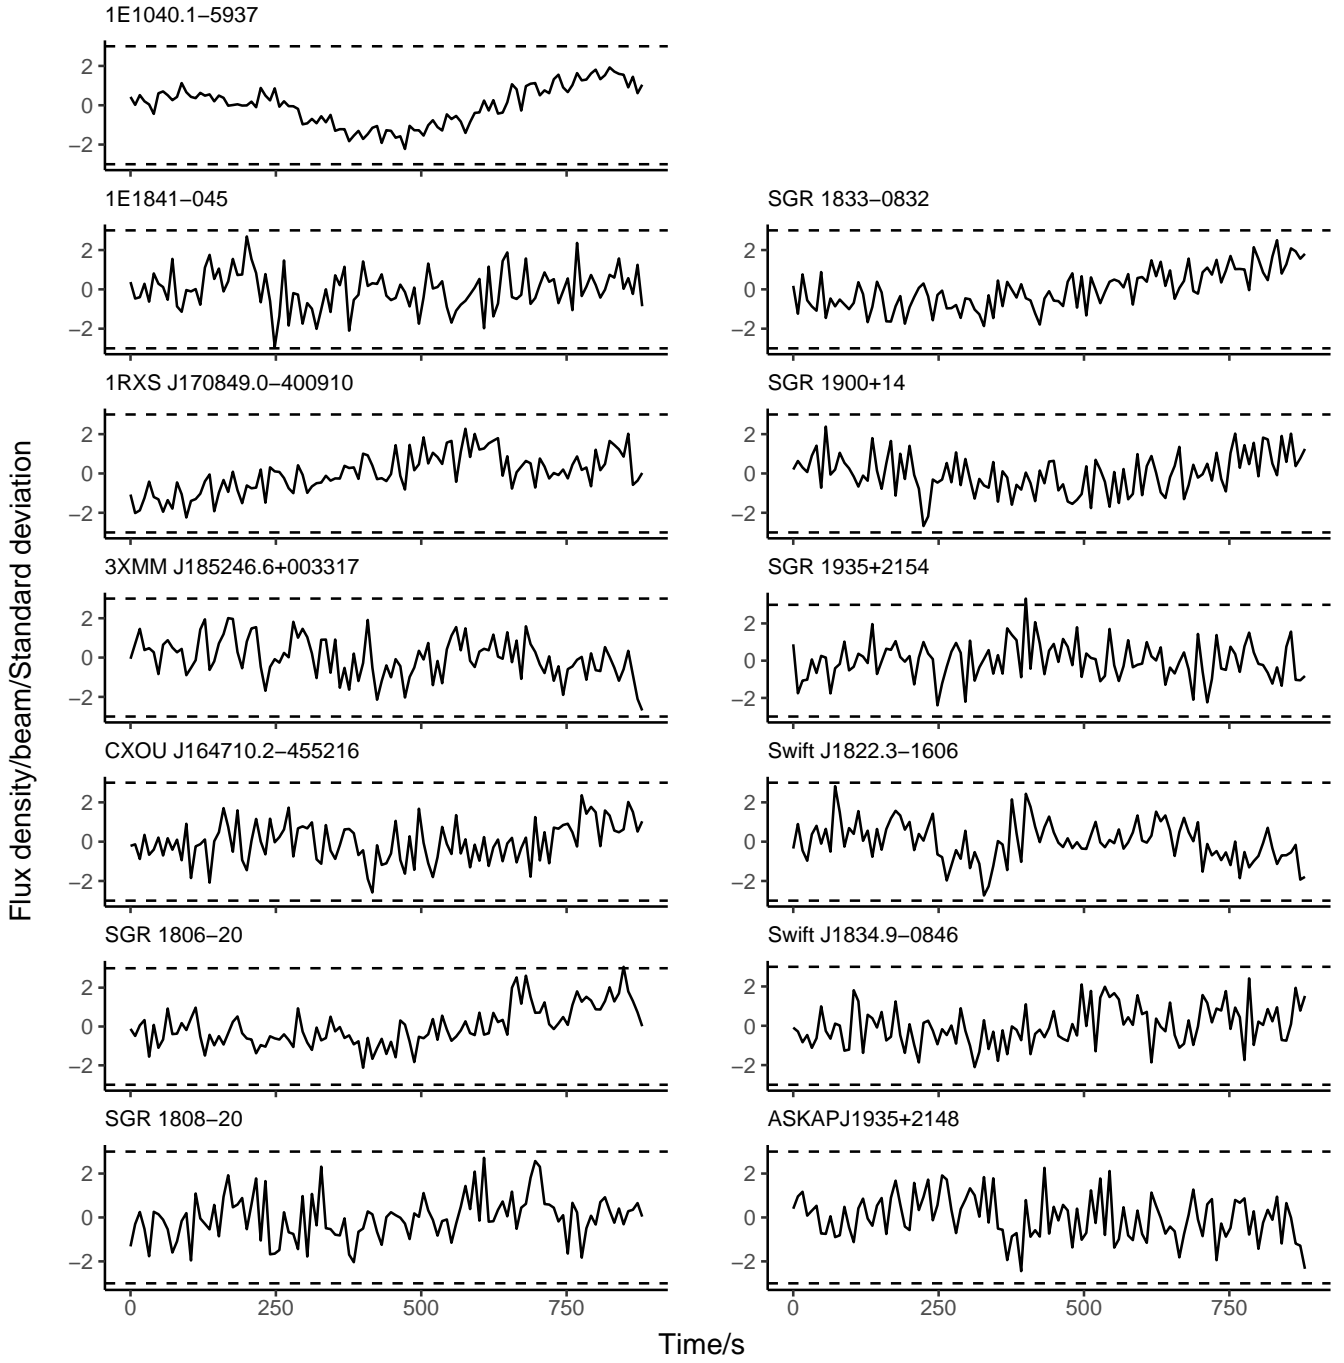 1E1040.1−5937
2
0
−2
1E1841−045
2
0
−2
SGR 1833−0832
2
0
−2
1RXS J170849.0−400910
2
0
−2
SGR 1900+14
2
0
−2
3XMM J185246.6+003317
2
0
−2
SGR 1935+2154
2
0
−2
CXOU J164710.2−455216
2
0
−2
Swift J1822.3−1606
2
0
−2
SGR 1806−20
2
0
−2
Swift J1834.9−0846
2
0
−2
SGR 1808−20
2
0
−2
0 250 500 750
ASKAPJ1935+2148
2
0
−2
0 250 500 750
Time/s
Flux density/beam/Standard deviation